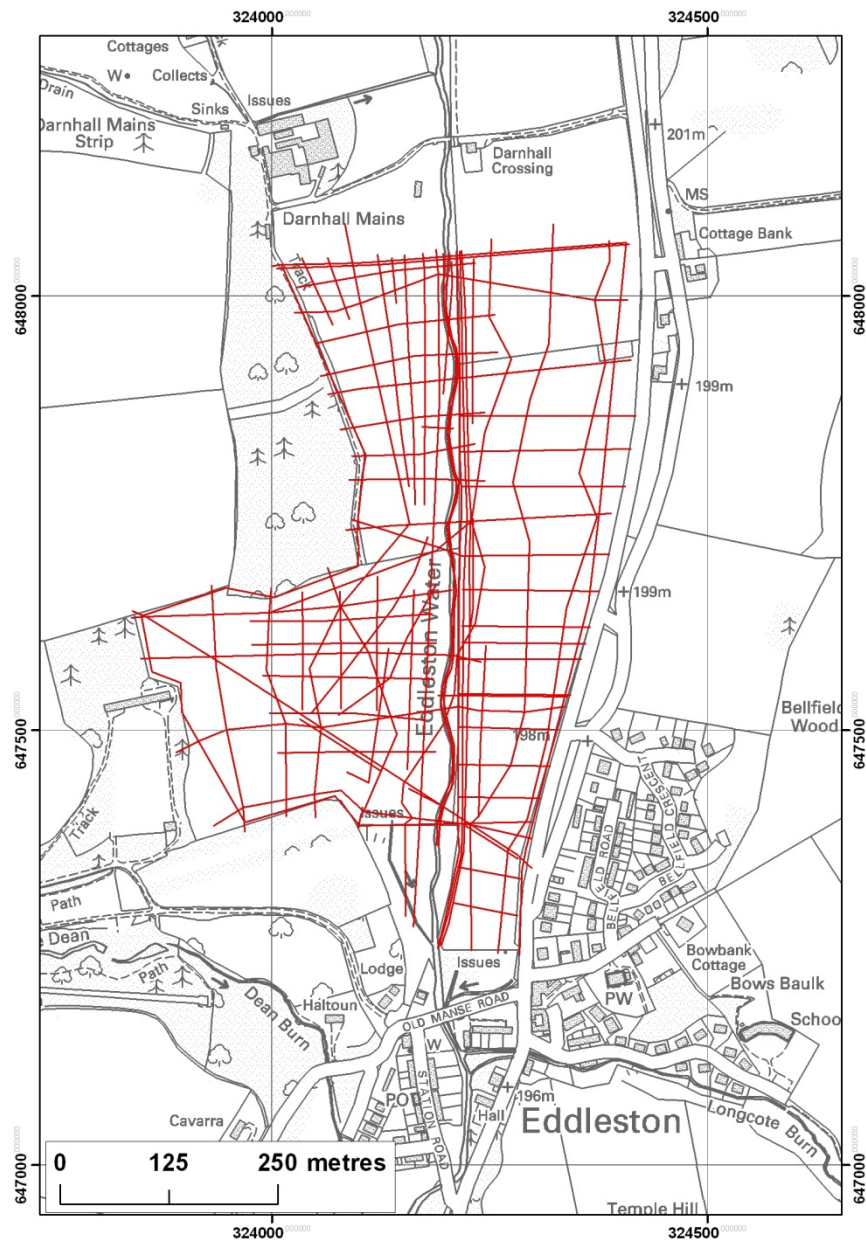 324000
324500
Cottages
W
Collects
Drain
Sinks
Issues
Darnhall Mains
Strip
201m
Darnhall
Crossing
MS
Darnhall Mains
Cottage Bank
Track
648000
648000
199m
199m
Eddleston Water
Bellfield
Wood
198m
647500
647500
BELLFIELD CRESCENT
BELLFIELD ROAD
Track
Issues
Path
Dean
Path
Lodge
Issues
Bowbank
Cottage
Bows Baulk
PW
Schoo
Haltoun
Dean Burn
OLD MANSE ROAD
W
STATION ROAD
PO
Hall
196m
Eddleston
Longcote Burn
Cavarra
0 125 250 metres
647000
647000
Temple Hill
324000
324500